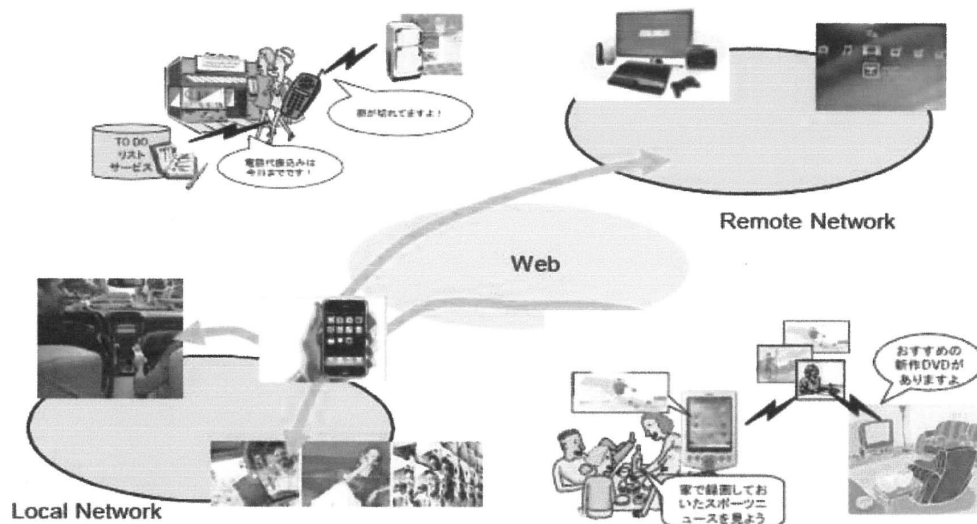 卵が切れてますよ！
TO DO
リスト
サービス
電話代振込みは
今日までです！
Remote Network
Web
おすすめの
新作DVDが
ありますよ
家で録画してお
いたスポーツニ
ュースを見よう
Local Network